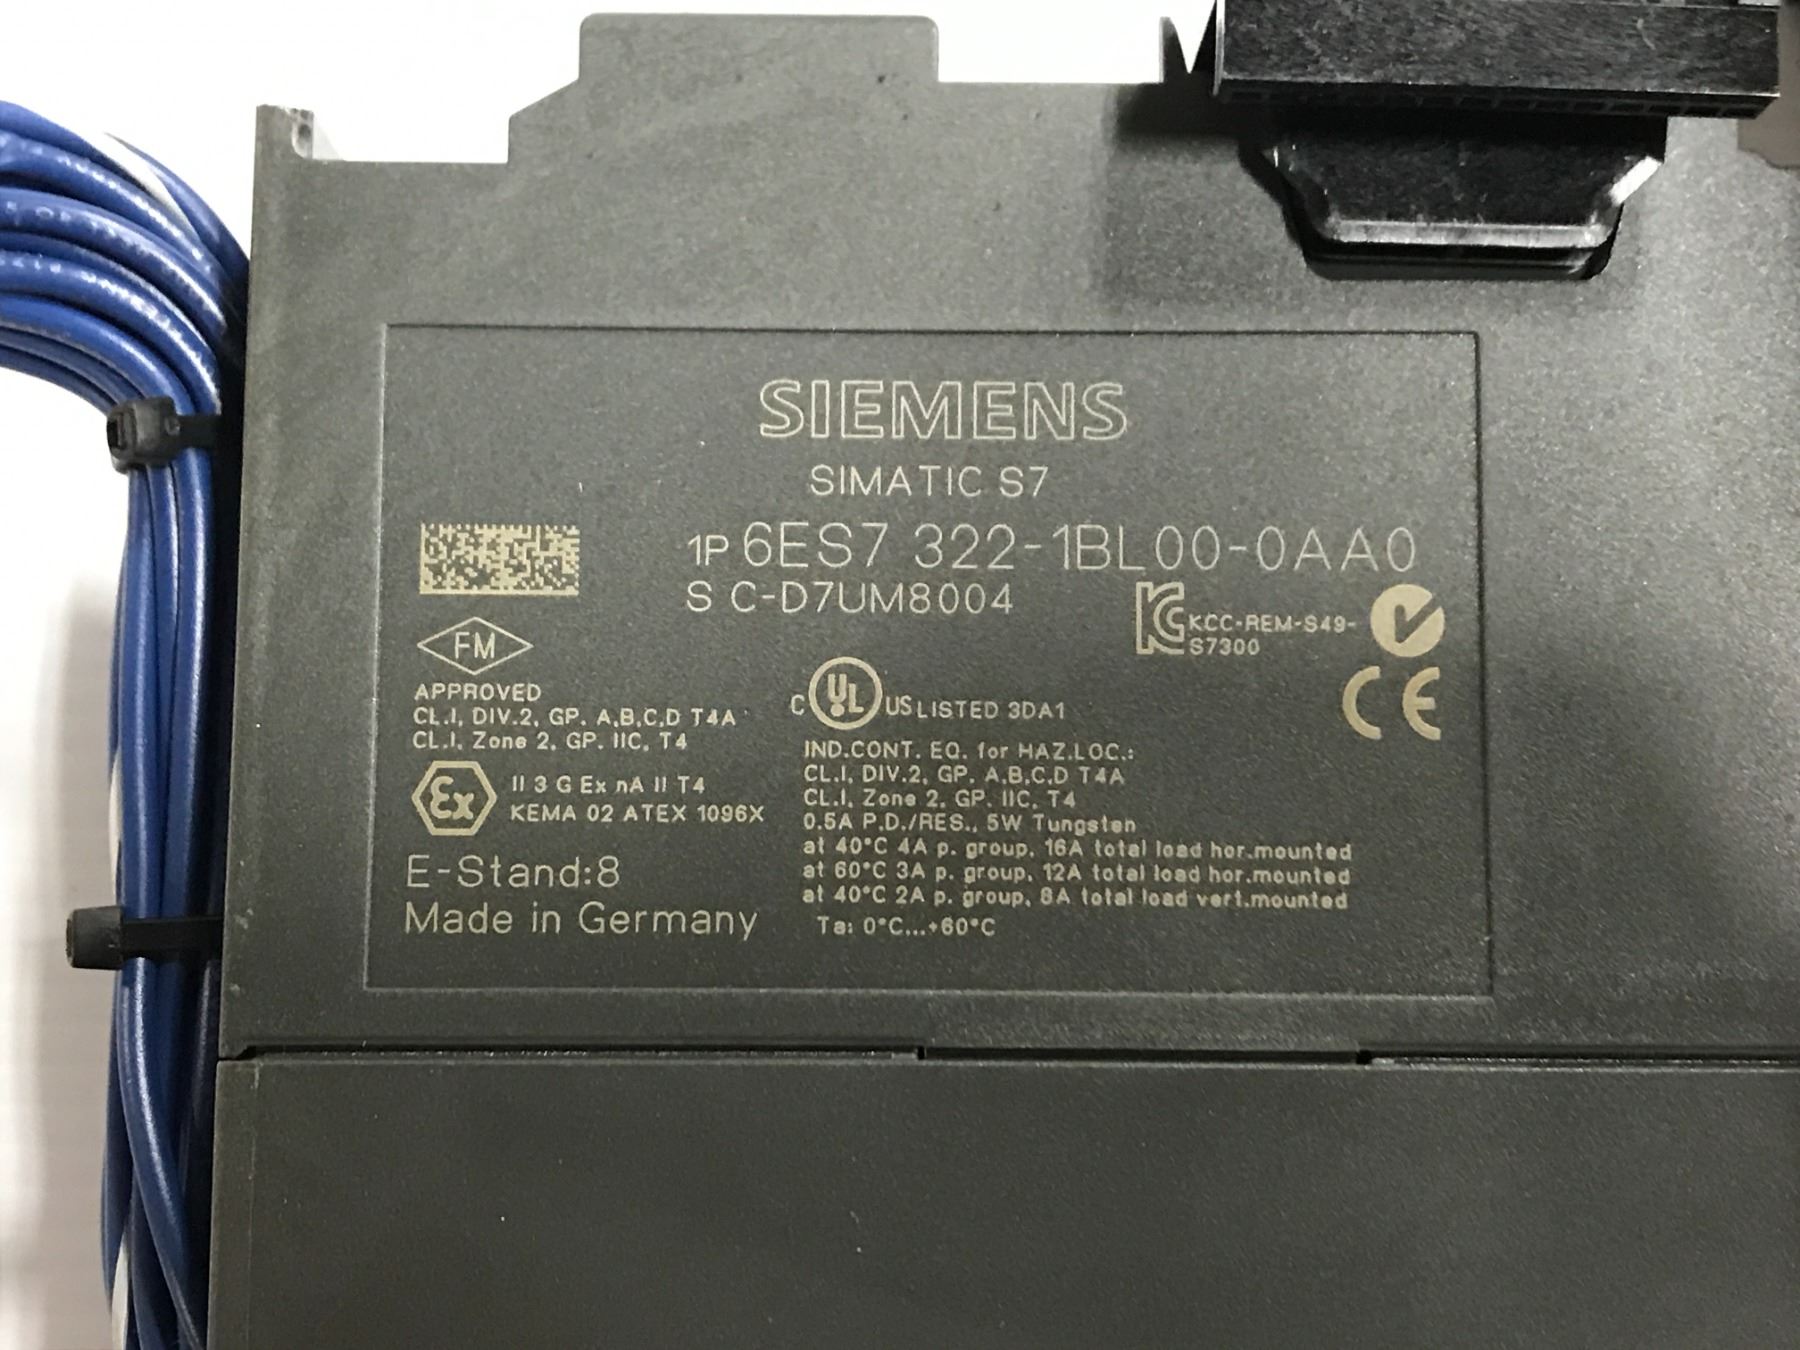 SIEMENS
SIMATIC S7
1P 6ES7 322-1BL00-0AA0
S C-D7UM8004
KCC-REM-S49-
S7300
FM
APPROVED
CL.I, DIV.2, GP. A,B,C,D T4A
CL.I, Zone 2, GP. IIC, T4
Ex II 3 G Ex nA II T4
KEMA 02 ATEX 1096X
E-Stand:8
Made in Germany
C UL US LISTED 3DA1
CE
IND.CONT. EQ. for HAZ.LOC.:
CL.I, DIV.2, GP. A,B,C,D T4A
CL.I, Zone 2, GP. IIC, T4
0.5A P.D./RES., 5W Tungsten
at 40°C 4A p. group, 16A total load hor.mounted
at 60°C 3A p. group, 12A total load hor.mounted
at 40°C 2A p. group, 8A total load vert.mounted
Ta: 0°C...+60°C